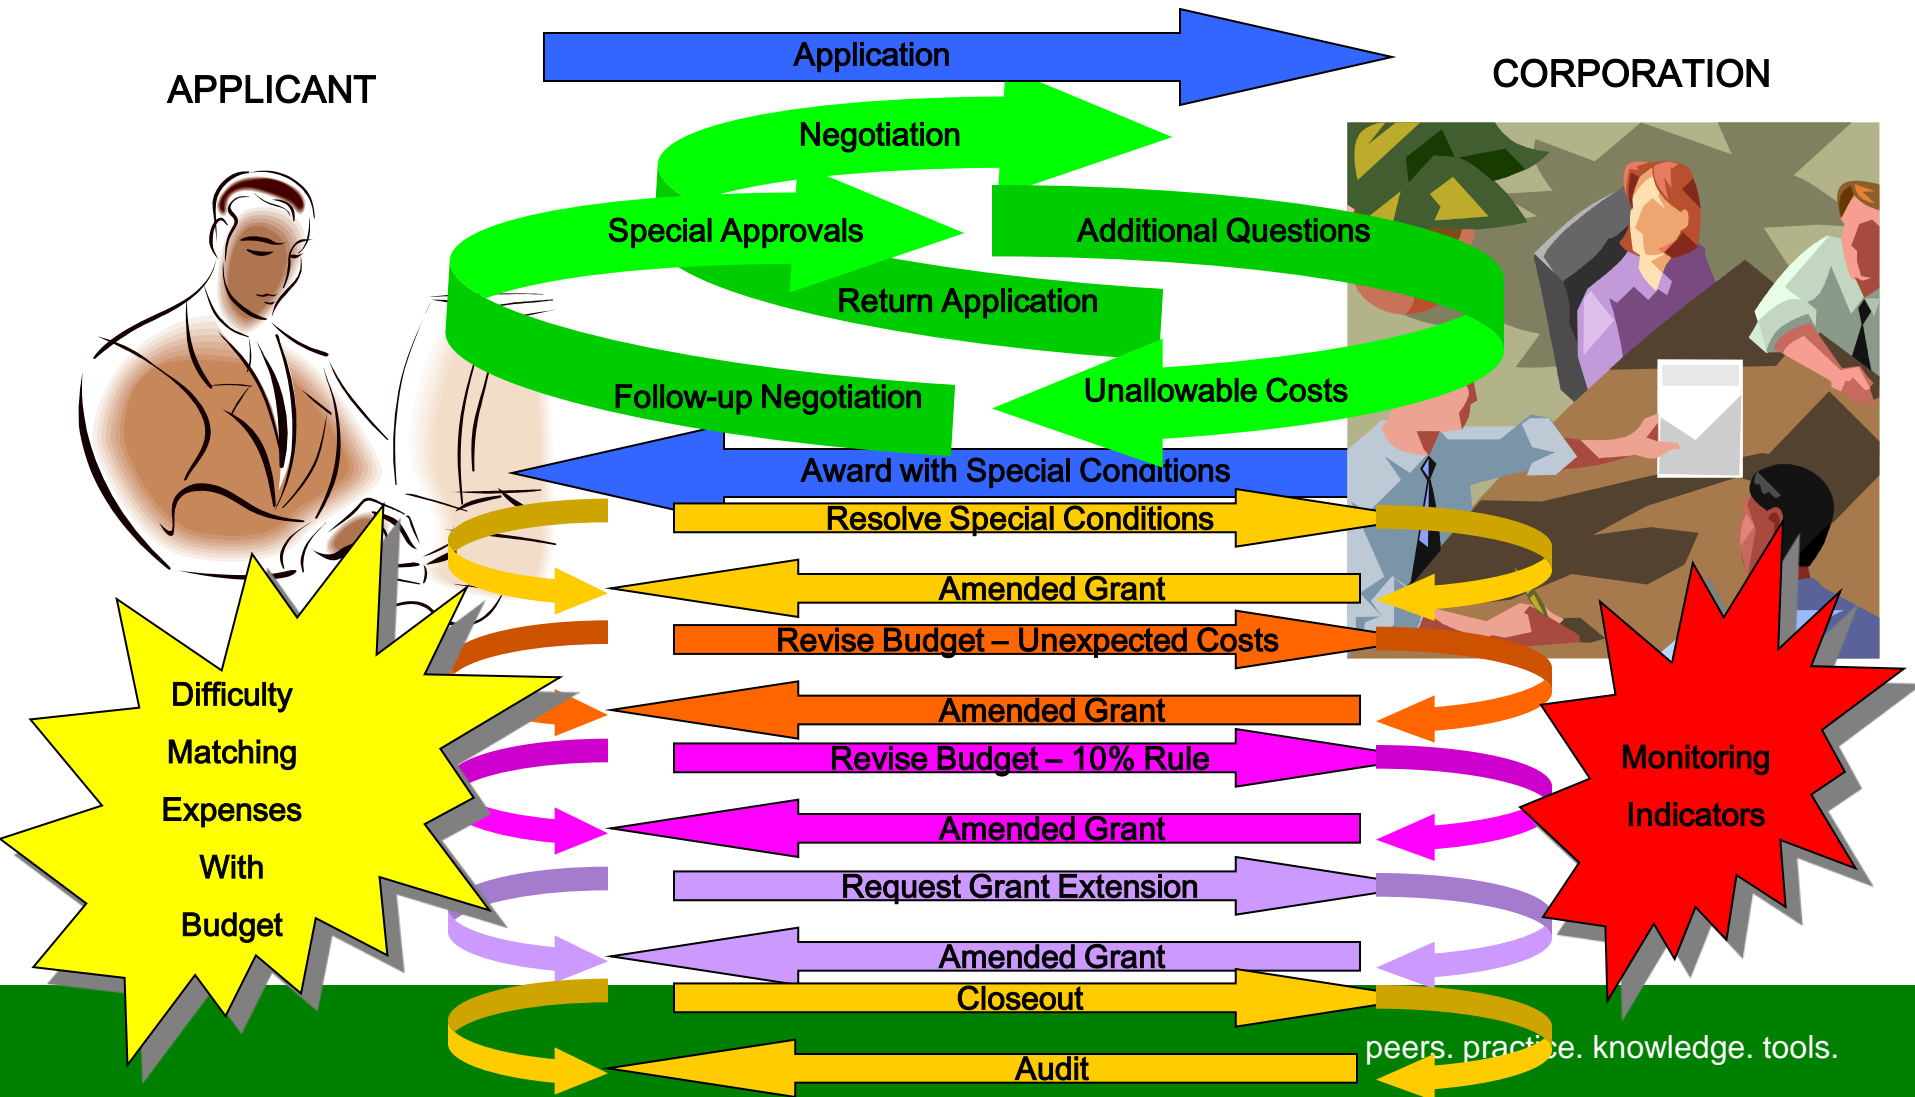 Application
APPLICANT
CORPORATION
Negotiation
Special Approvals
Additional Questions
Return Application
Follow-up Negotiation
Unallowable Costs
Award with Special Conditions
Resolve Special Conditions
Amended Grant
Revise Budget – Unexpected Costs
Amended Grant
Revise Budget – 10% Rule
Amended Grant
Request Grant Extension
Amended Grant
Closeout
Audit
Difficulty
Matching
Expenses
With
Budget
Monitoring
Indicators
peers. practice. knowledge. tools.